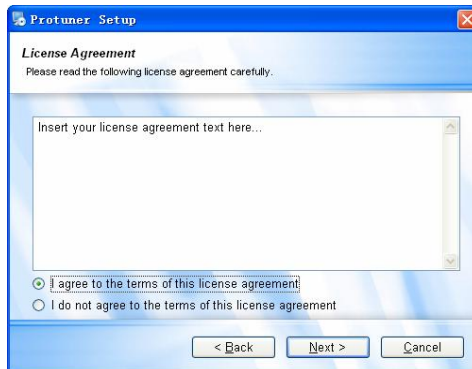 Protuner Setup
License Agreement
Please read the following license agreement carefully.
Insert your license agreement text here...
I agree to the terms of this license agreement
I do not agree to the terms of this license agreement
< Back
Next >
Cancel